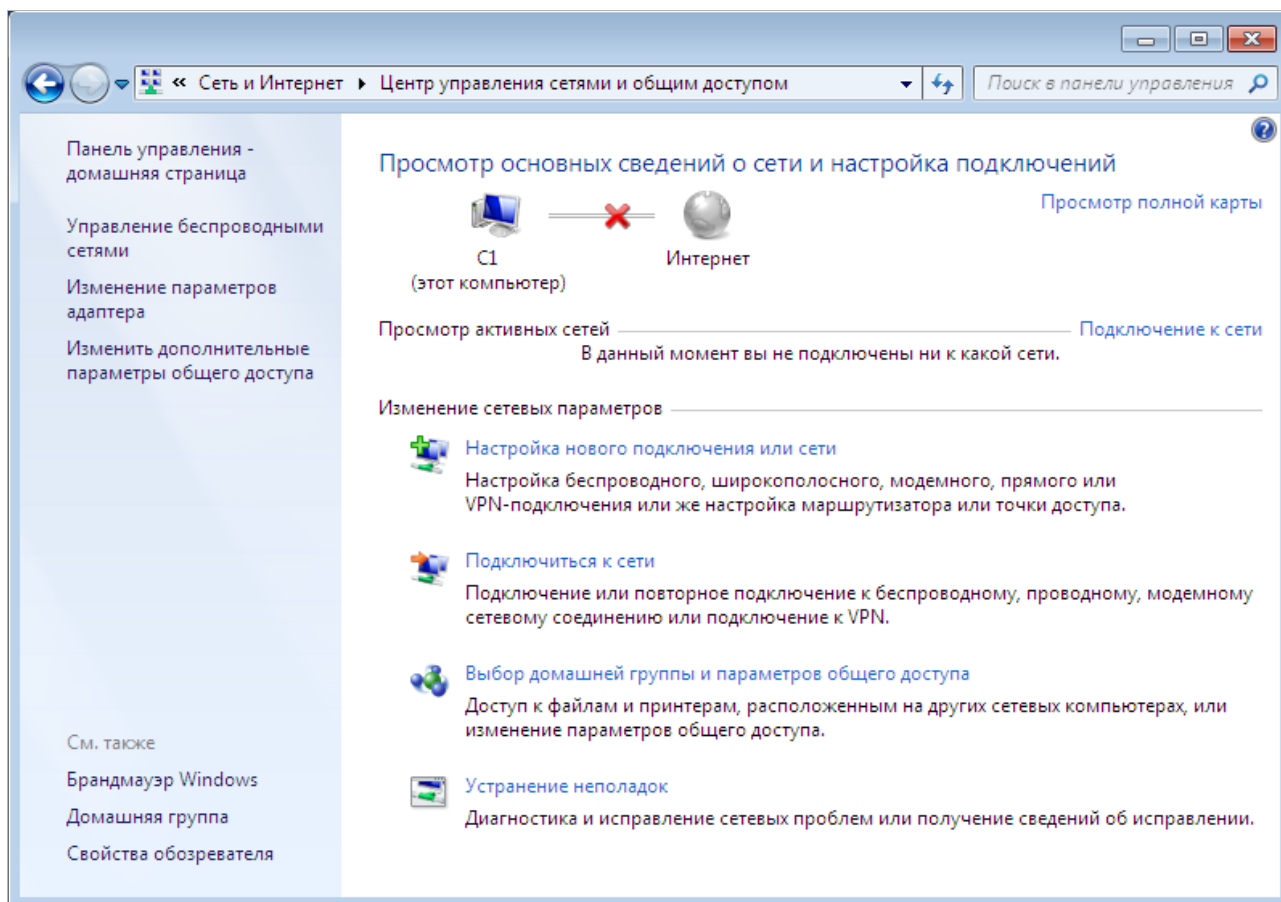 « Сеть и Интернет ▸ Центр управления сетями и общим доступом
Поиск в панели управления
Панель управления -
домашняя страница
Управление беспроводными
сетями
Изменение параметров
адаптера
Изменить дополнительные
параметры общего доступа
См. также
Брандмауэр Windows
Домашняя группа
Свойства обозревателя
Просмотр основных сведений о сети и настройка подключений
Просмотр полной карты
C1
(этот компьютер)
Интернет
Просмотр активных сетей
Подключение к сети
В данный момент вы не подключены ни к какой сети.
Изменение сетевых параметров
Настройка нового подключения или сети
Настройка беспроводного, широкополосного, модемного, прямого или
VPN-подключения или же настройка маршрутизатора или точки доступа.
Подключиться к сети
Подключение или повторное подключение к беспроводному, проводному, модемному
сетевому соединению или подключение к VPN.
Выбор домашней группы и параметров общего доступа
Доступ к файлам и принтерам, расположенным на других сетевых компьютерах, или
изменение параметров общего доступа.
Устранение неполадок
Диагностика и исправление сетевых проблем или получение сведений об исправлении.